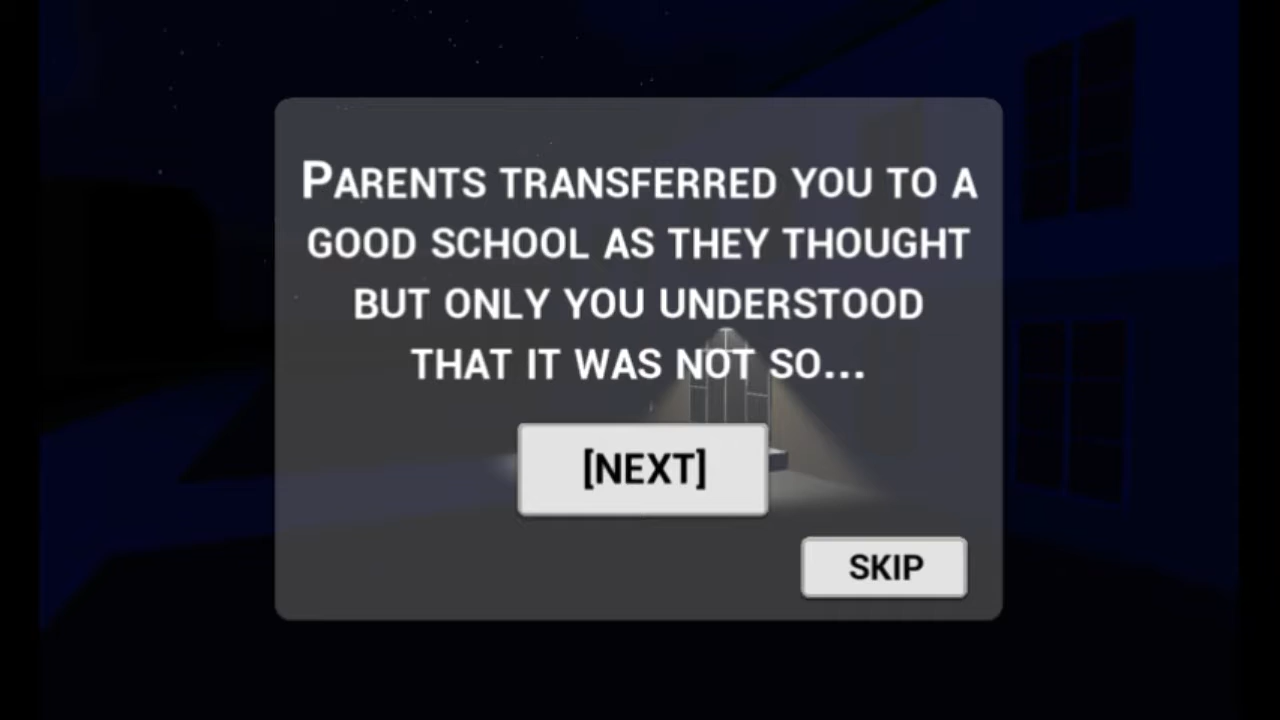 Parents transferred you to a
good school as they thought
but only you understood
that it was not so...
[NEXT]
SKIP